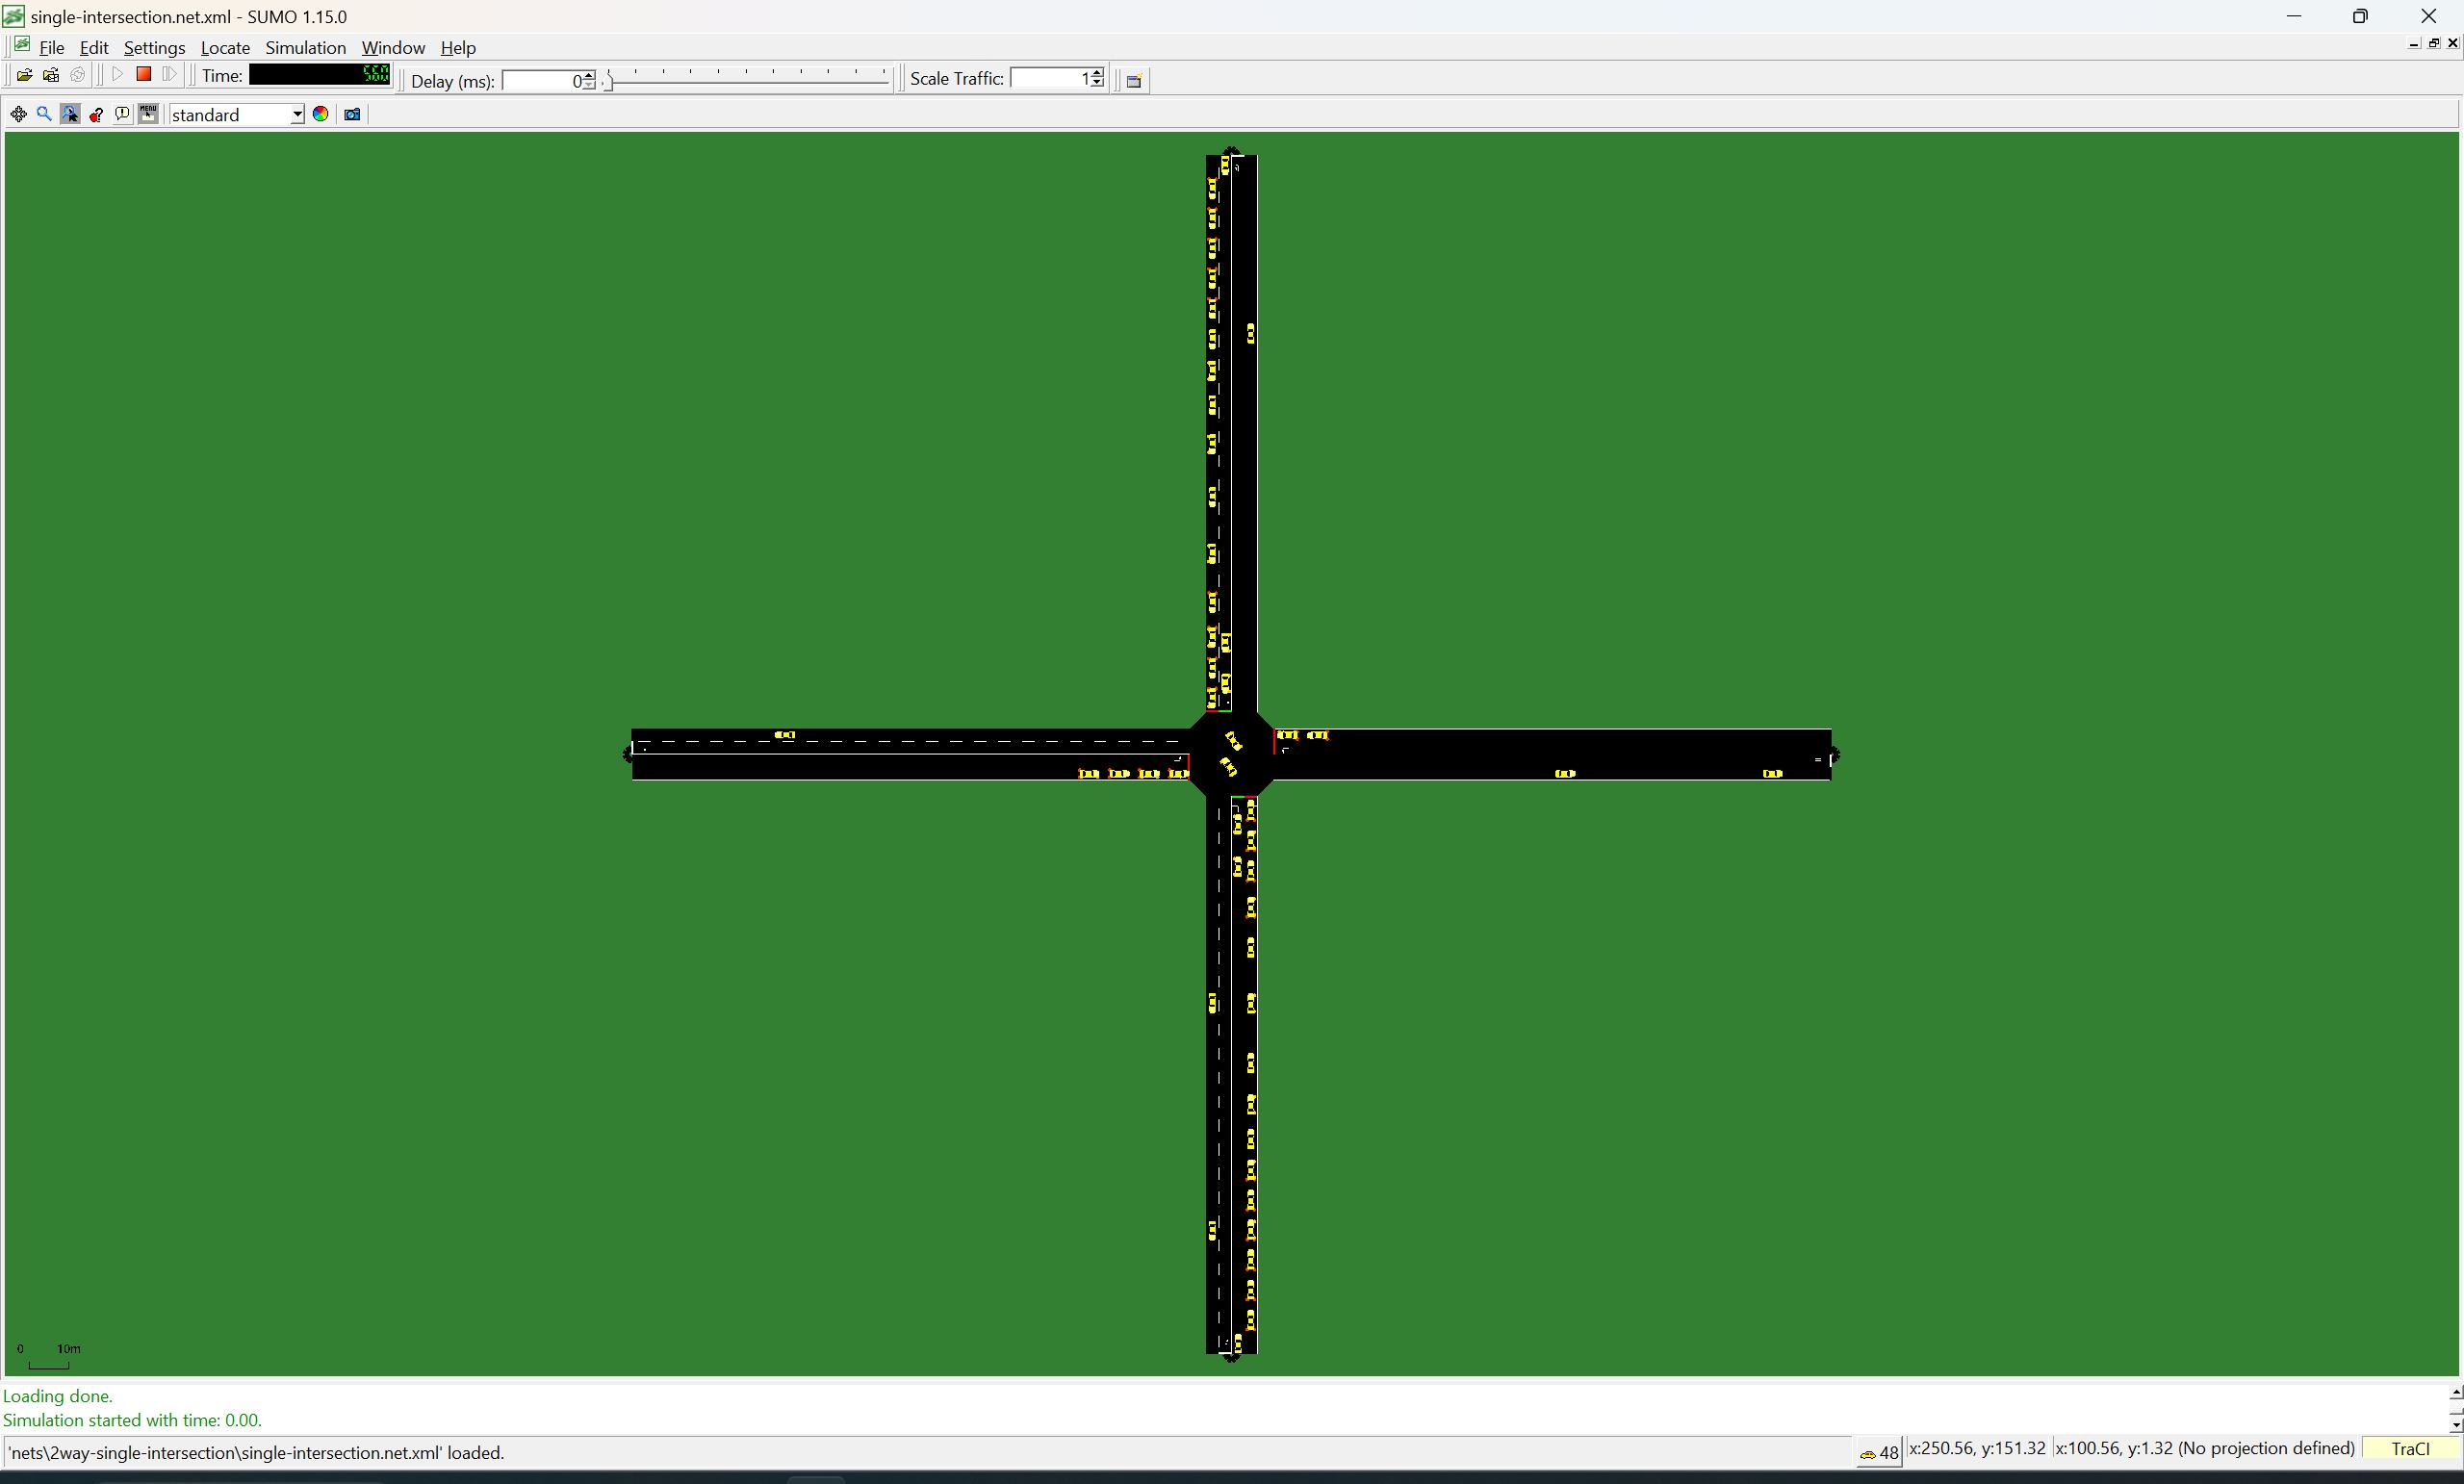 single-intersection.net.xml - SUMO 1.15.0
File Edit Settings Locate Simulation Window Help
Time: 560 Delay (ms): 0 Scale Traffic: 1
MENU standard
0 10m
Loading done.
Simulation started with time: 0.00.
'nets\2way-single-intersection\single-intersection.net.xml' loaded. 48 x:250.56, y:151.32 x:100.56, y:1.32 (No projection defined) TraCI